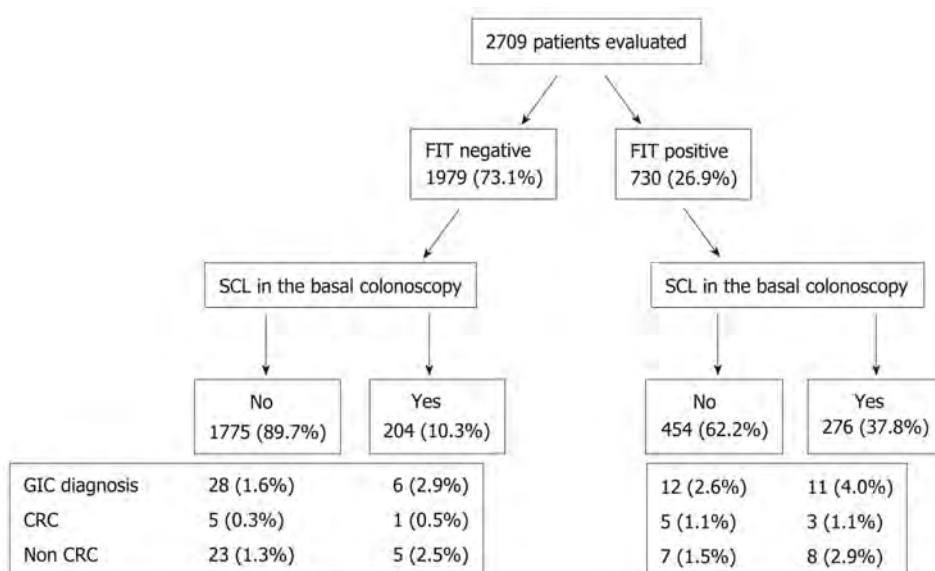 2709 patients evaluated
FIT negative FIT positive
1979 (73.1%) 730 (26.9%)
SCL in the basal colonoscopy SCL in the basal colonoscopy
No Yes No Yes
1775 (89.7%) 204 (10.3%) 454 (62.2%) 276 (37.8%)
GIC diagnosis 28 (1.6%) 6 (2.9%) 12 (2.6%) 11 (4.0%)
CRC 5 (0.3%) 1 (0.5%) 5 (1.1%) 3 (1.1%)
Non CRC 23 (1.3%) 5 (2.5%) 7 (1.5%) 8 (2.9%)